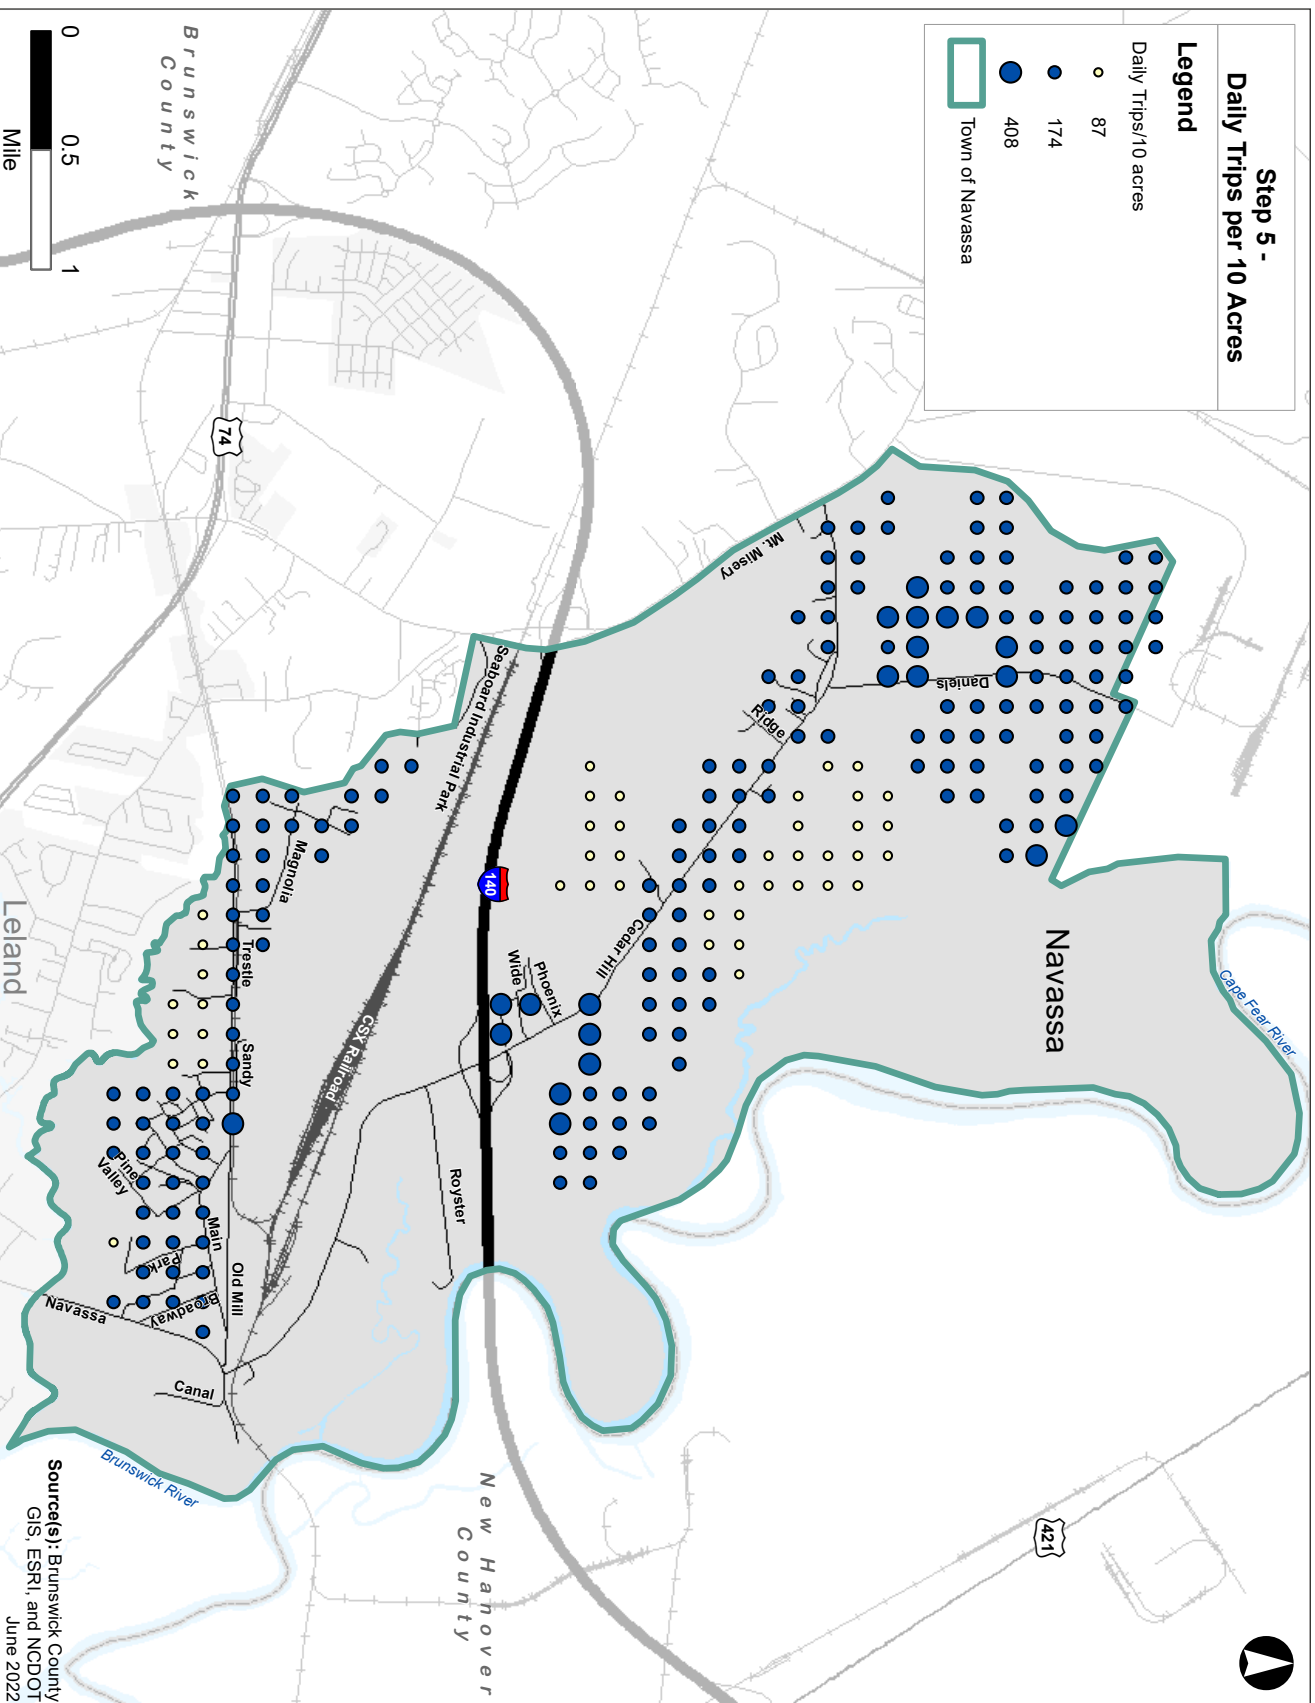 Step 5 -
Daily Trips per 10 Acres
Legend
Daily Trips/10 acres
87
174
408
Town of Navassa
Brunswick
County
0
0.5
1
Mile
74
Mt. Misery
Daniels
Ridge
Seaboard Industrial Park
140
Cedar Hill
Phoenix
Wide
Navassa
Cape Fear River
Magnolia
Trestle
Sandy
CSX Railroad
Royster
Pine
Valley
Main
Park
Old Mill
Broadway
Navassa
Canal
Leland
Brunswick River
New Hanover
County
421
Source(s): Brunswick County
GIS, ESRI, and NCDOT
June 2022